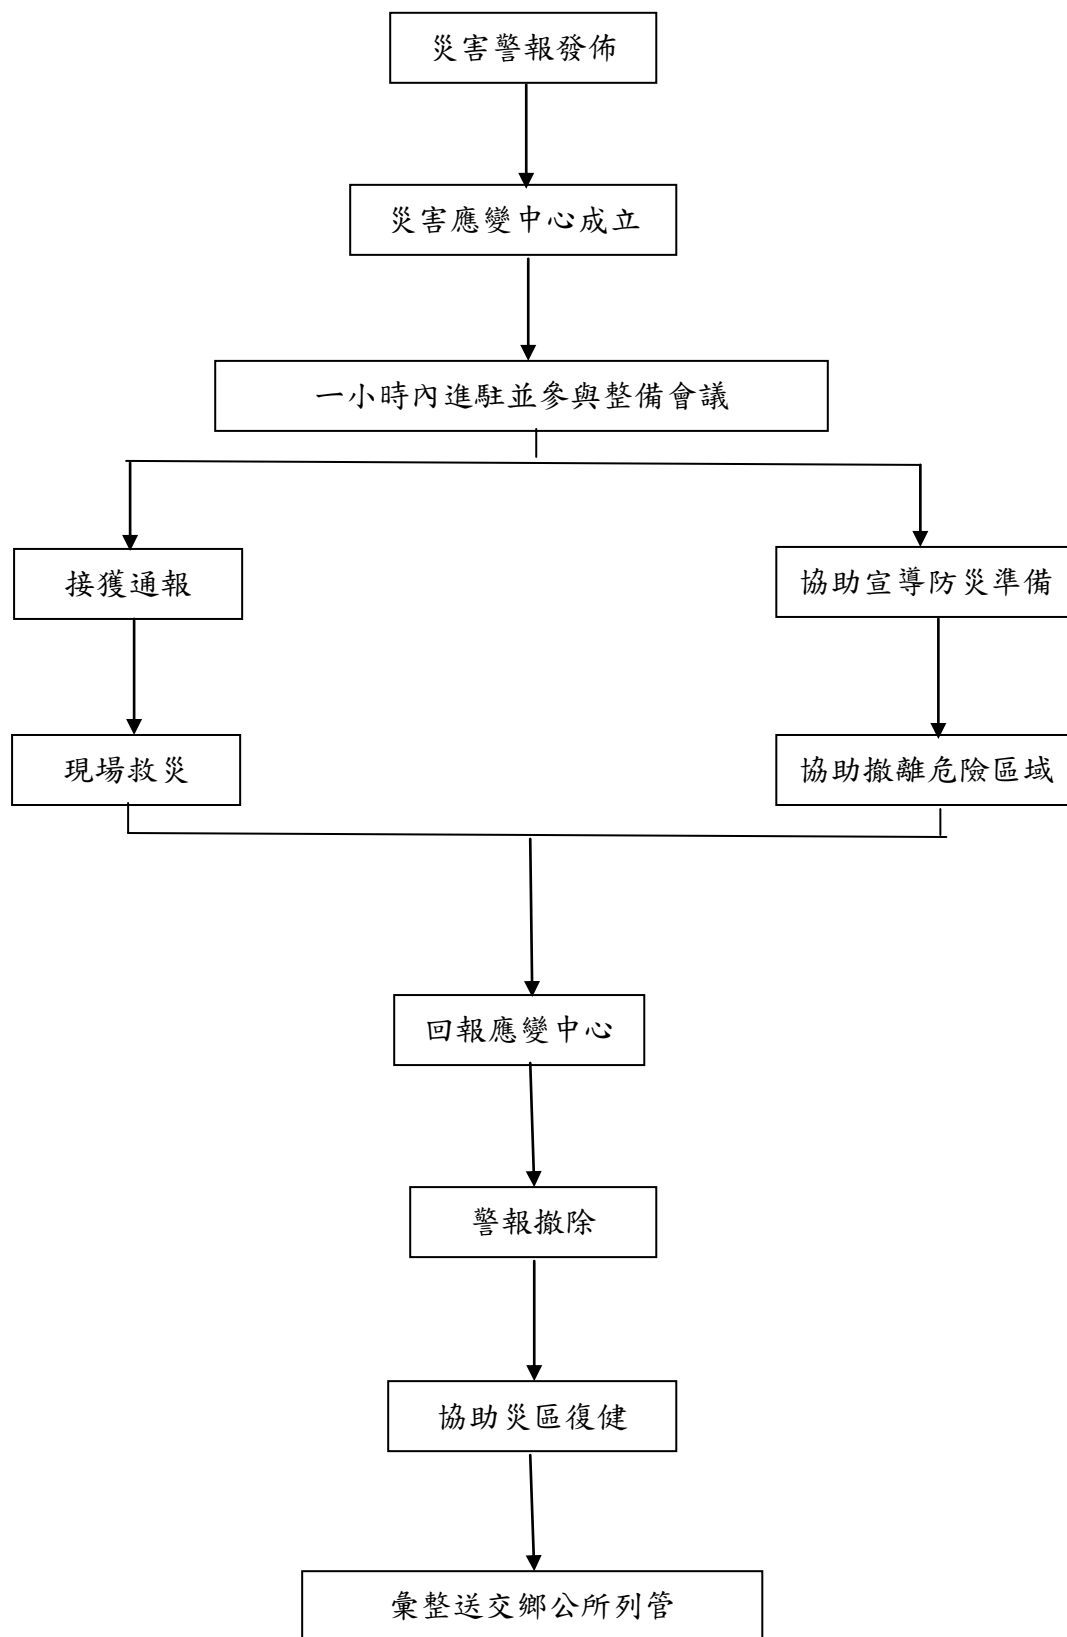 災害警報發佈
災害應變中心成立
一小時內進駐並參與整備會議
接獲通報
協助宣導防災準備
現場救災
協助撤離危險區域
回報應變中心
警報撤除
協助災區復健
彙整送交鄉公所列管